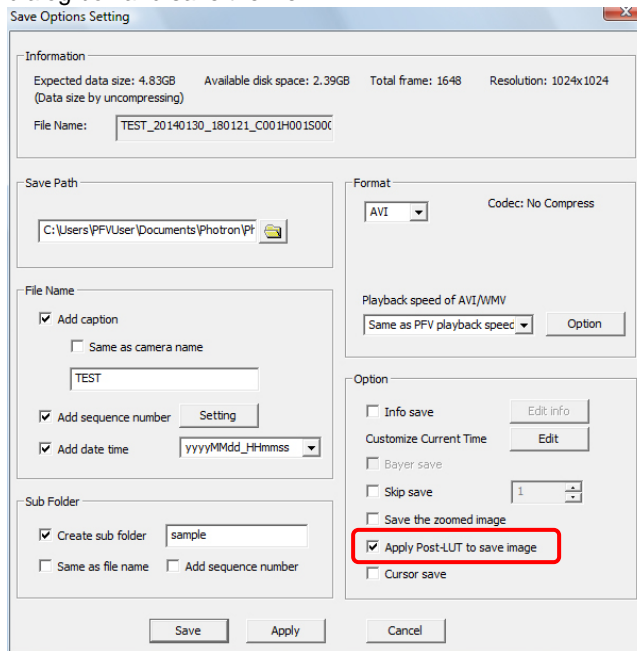 Save Options Setting
Information
Expected data size: 4.83GB Available disk space: 2.39GB Total frame: 1648 Resolution: 1024x1024
(Data size by uncompressing)
File Name: TEST_20140130_180121_C001H001S000
Save Path
C:\Users\PFVUser\Documents\Photron\Ph
Format
AVI Codec: No Compress
Playback speed of AVI/WMV
Same as PFV playback speed Option
File Name
Add caption
Same as camera name
TEST
Add sequence number Setting
Add date time yyyyMMdd_HHmmss
Sub Folder
Create sub folder sample
Same as file name Add sequence number
Option
Info save Edit info
Customize Current Time Edit
Bayer save
Skip save 1
Save the zoomed image
Apply Post-LUT to save image
Cursor save
Save Apply Cancel